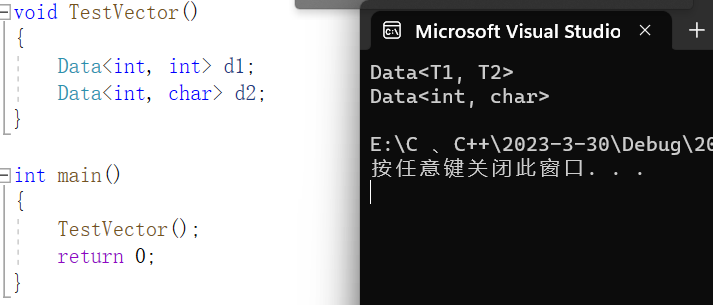 void TestVector()
{
Data<int, int> d1;
Data<int, char> d2;
}
int main()
{
TestVector();
return 0;
}
Microsoft Visual Studio
Data<T1, T2>
Data<int, char>
E:\C 、C++\2023-3-30\Debug\20
按任意键关闭此窗口. . .